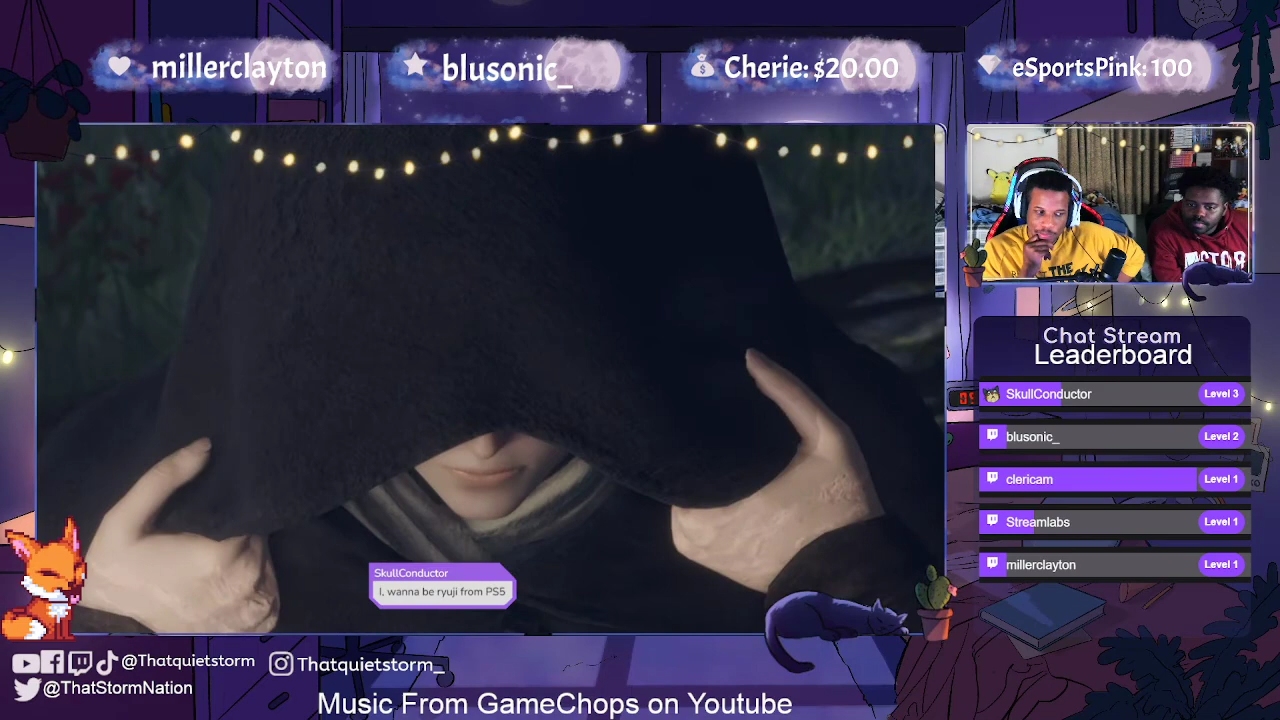 millerclayton
blusonic_
Cherie: $20.00
eSportsPink: 100
THE
Chat Stream
Leaderboard
SkullConductor Level 3
blusonic_ Level 2
clericam Level 1
Streamlabs Level 1
millerclayton Level 1
SkullConductor
I, wanna be ryuji from PS5
@Thatquietstorm Thatquietstorm_
@ThatStormNation
Music From GameChops on Youtube